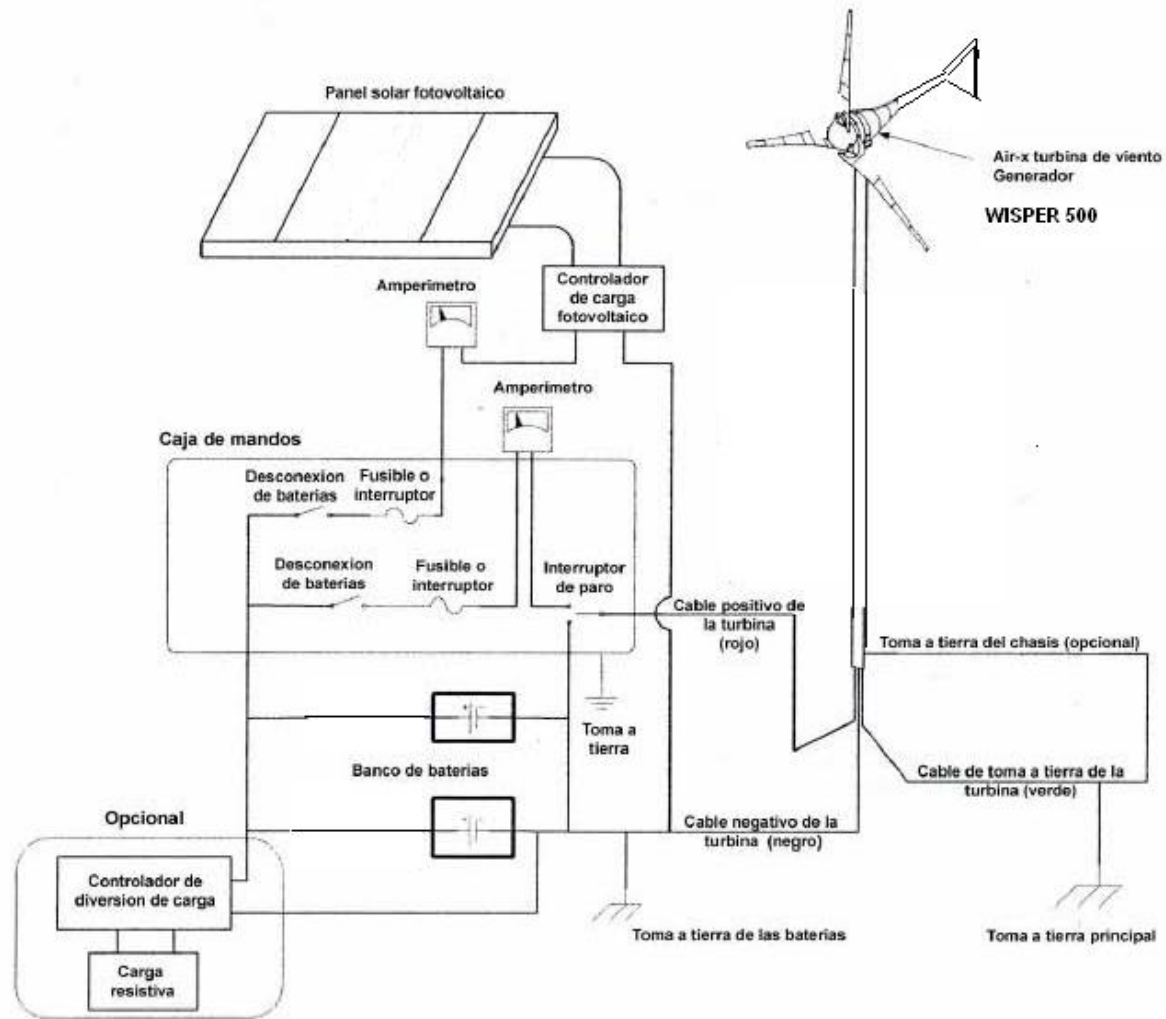 Panel solar fotovoltaico
Air-x turbina de viento
Generador
WISPER 500
Amperimetro
Controlador
de carga
fotovoltaico
Amperimetro
Caja de mandos
Desconexion
de baterias
Fusible o
interruptor
Desconexion
de baterias
Fusible o
interruptor
Interruptor
de paro
Cable positivo de
la turbina
(rojo)
Toma a tierra del chasis (opcional)
Toma a
tierra
Banco de baterias
Cable de toma a tierra de la
turbina (verde)
Opcional
Cable negativo de la
turbina (negro)
Controlador de
diversion de carga
Toma a tierra de las baterias
Toma a tierra principal
Carga
resistiva